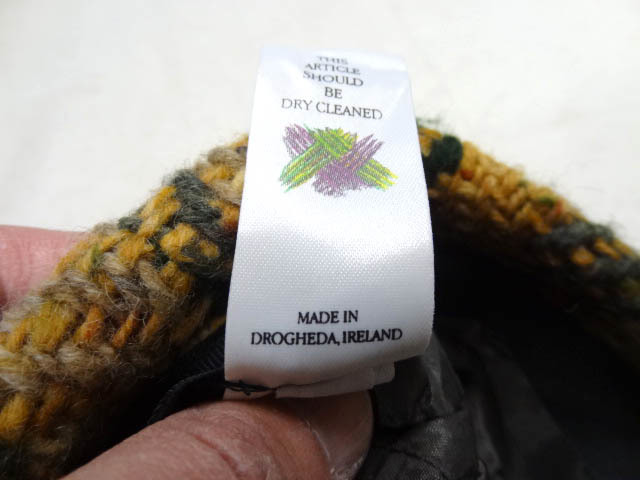 THIS
ARTICLE
SHOULD
BE
DRY CLEANED
MADE IN
DROGHEDA, IRELAND